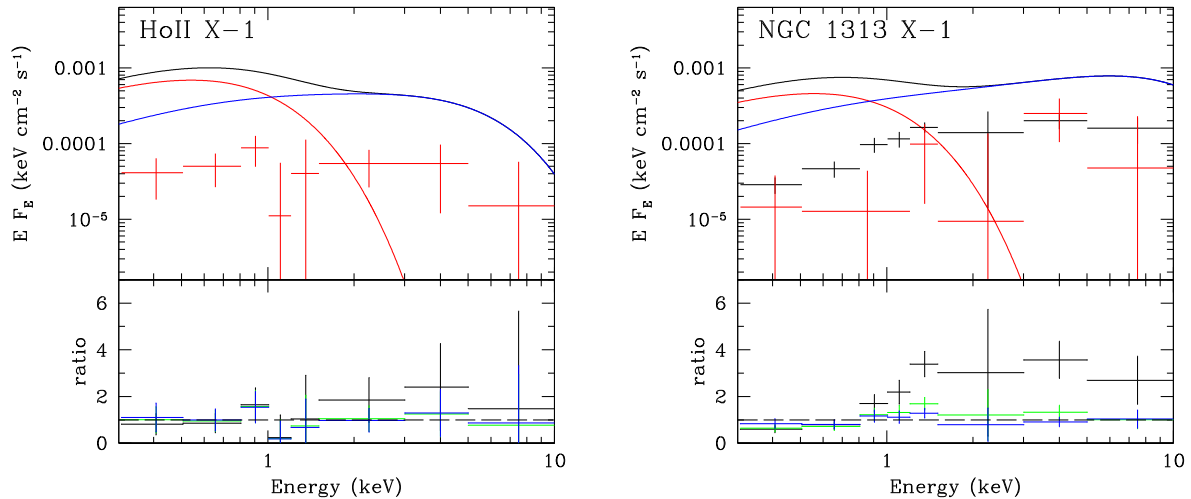 HoII X−1
E F_E (keV cm⁻² s⁻¹)
0.001
0.0001
10⁻⁵
ratio
6
4
2
0
1
10
Energy (keV)
NGC 1313 X−1
E F_E (keV cm⁻² s⁻¹)
0.001
0.0001
10⁻⁵
ratio
6
4
2
0
1
10
Energy (keV)